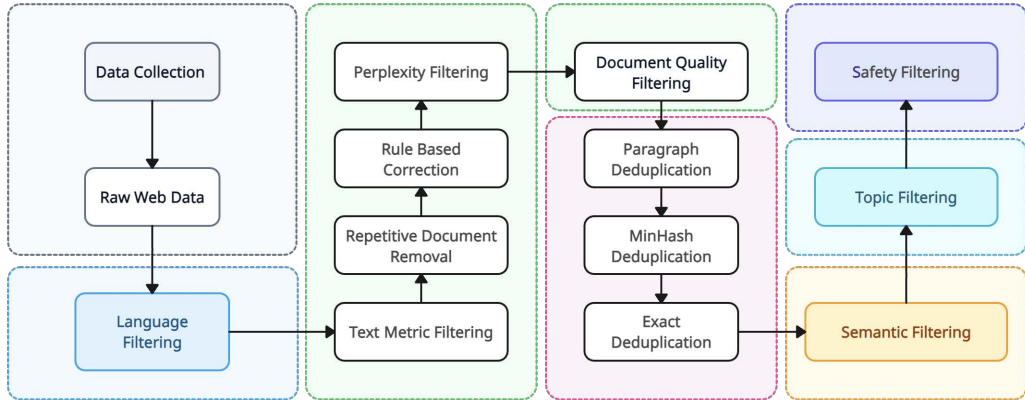 Data Collection
Raw Web Data
Language
Filtering
Text Metric Filtering
Repetitive Document
Removal
Rule Based
Correction
Perplexity Filtering
Document Quality
Filtering
Paragraph
Deduplication
MinHash
Deduplication
Exact
Deduplication
Semantic Filtering
Topic Filtering
Safety Filtering